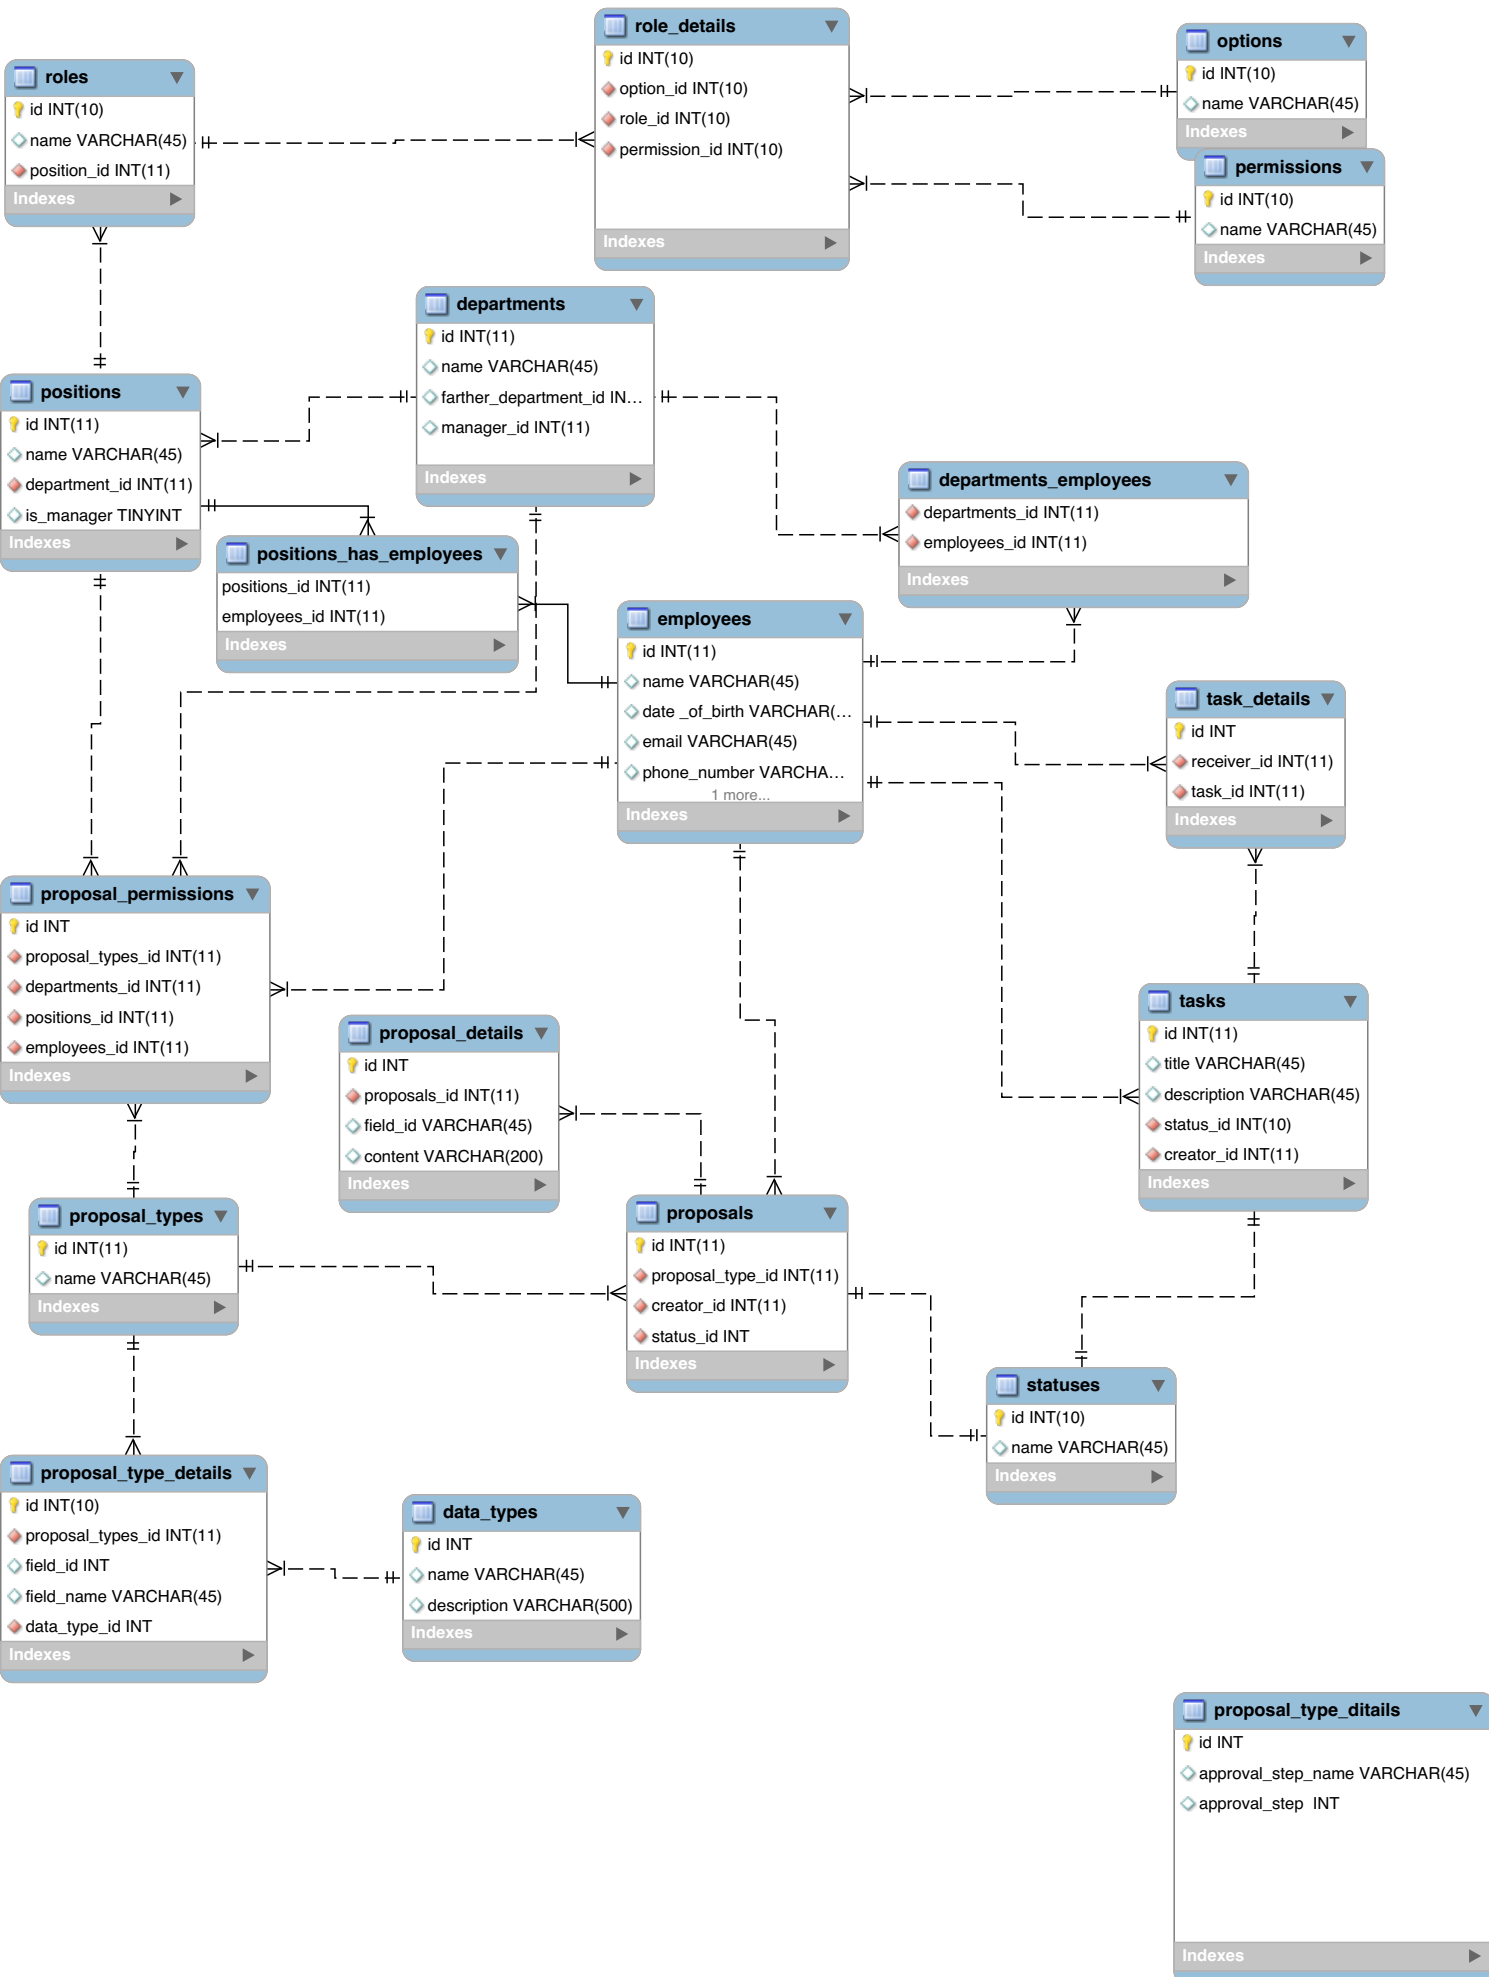 role_details
id INT(10)
option_id INT(10)
role_id INT(10)
permission_id INT(10)
Indexes
options
id INT(10)
name VARCHAR(45)
Indexes
permissions
id INT(10)
name VARCHAR(45)
Indexes
roles
id INT(10)
name VARCHAR(45)
position_id INT(11)
Indexes
departments
id INT(11)
name VARCHAR(45)
farther_department_id IN...
manager_id INT(11)
Indexes
positions
id INT(11)
name VARCHAR(45)
department_id INT(11)
is_manager TINYINT
Indexes
departments_employees
departments_id INT(11)
employees_id INT(11)
Indexes
positions_has_employees
positions_id INT(11)
employees_id INT(11)
Indexes
employees
id INT(11)
name VARCHAR(45)
date _of_birth VARCHAR(...
email VARCHAR(45)
phone_number VARCHA...
1 more...
Indexes
task_details
id INT
receiver_id INT(11)
task_id INT(11)
Indexes
proposal_permissions
id INT
proposal_types_id INT(11)
departments_id INT(11)
positions_id INT(11)
employees_id INT(11)
Indexes
tasks
id INT(11)
title VARCHAR(45)
description VARCHAR(45)
status_id INT(10)
creator_id INT(11)
Indexes
proposal_details
id INT
proposals_id INT(11)
field_id VARCHAR(45)
content VARCHAR(200)
Indexes
proposal_types
id INT(11)
name VARCHAR(45)
Indexes
proposals
id INT(11)
proposal_type_id INT(11)
creator_id INT(11)
status_id INT
Indexes
statuses
id INT(10)
name VARCHAR(45)
Indexes
proposal_type_details
id INT(10)
proposal_types_id INT(11)
field_id INT
field_name VARCHAR(45)
data_type_id INT
Indexes
data_types
id INT
name VARCHAR(45)
description VARCHAR(500)
Indexes
proposal_type_ditails
id INT
approval_step_name VARCHAR(45)
approval_step  INT
Indexes